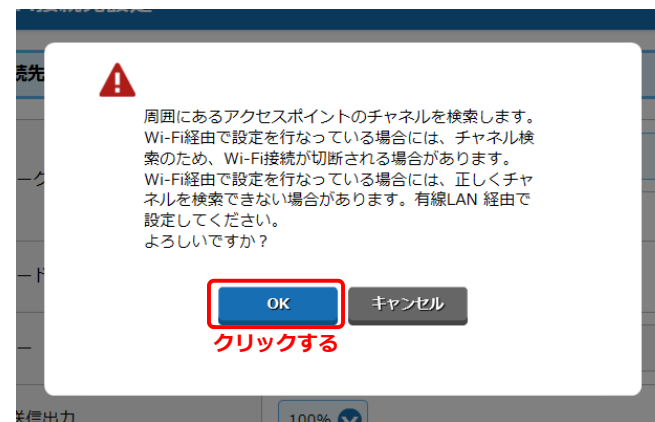 続先
周囲にあるアクセスポイントのチャネルを検索します。
Wi-Fi経由で設定を行なっている場合には、チャネル検
索のため、Wi-Fi接続が切断される場合があります。
Wi-Fi経由で設定を行なっている場合には、正しくチャ
ネルを検索できない場合があります。有線LAN 経由で
設定してください。
よろしいですか？
ーク
ード
OK キャンセル
クリックする
ー
送信出力 100%